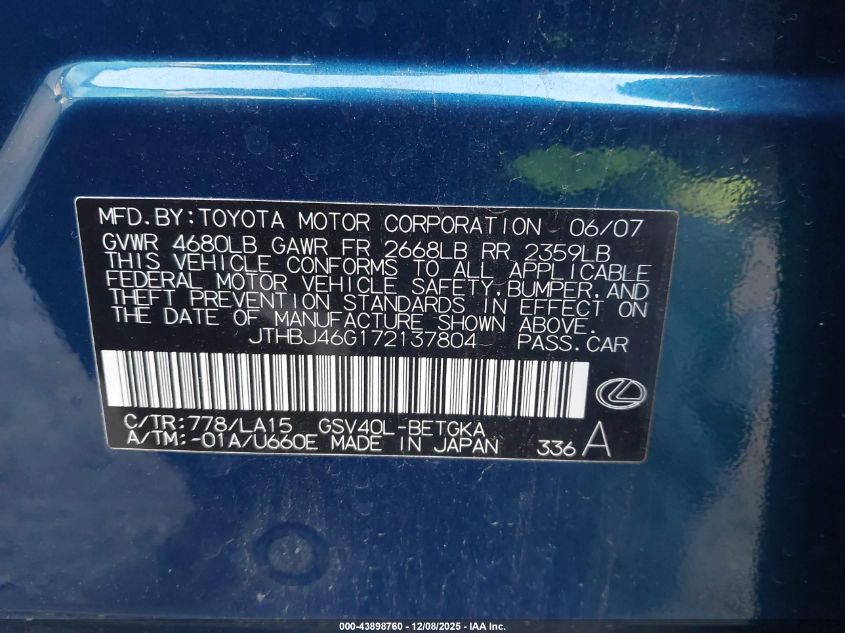 MFD. BY: TOYOTA MOTOR CORPORATION 06/07
GVWR 4680LB GAWR FR 2668LB RR 2359LB
THIS VEHICLE CONFORMS TO ALL APPLICABLE
FEDERAL MOTOR VEHICLE SAFETY, BUMPER, AND
THEFT PREVENTION STANDARDS IN EFFECT ON
THE DATE OF MANUFACTURE SHOWN ABOVE.
JTHBJ46G172137804 PASS. CAR
C/TR: 778/LA15 GSV40L-BETGKA
A/TM: -01A/U660E MADE IN JAPAN 336 A
000-43898760 - 12/08/2025 - IAA Inc.